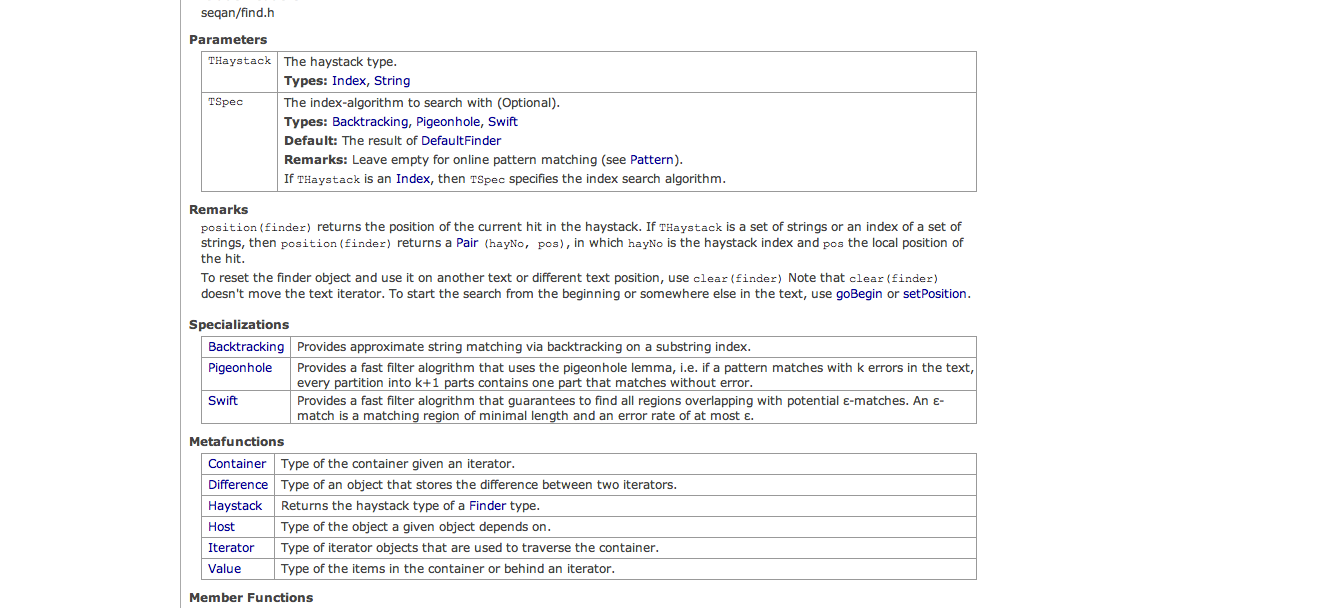 seqan/find.h
Parameters
THaystack The haystack type.
Types: Index, String
TSpec The index-algorithm to search with (Optional).
Types: Backtracking, Pigeonhole, Swift
Default: The result of DefaultFinder
Remarks: Leave empty for online pattern matching (see Pattern).
If THaystack is an Index, then TSpec specifies the index search algorithm.
Remarks
position(finder) returns the position of the current hit in the haystack. If THaystack is a set of strings or an index of a set of
strings, then position(finder) returns a Pair (hayNo, pos), in which hayNo is the haystack index and pos the local position of
the hit.
To reset the finder object and use it on another text or different text position, use clear(finder) Note that clear(finder)
doesn't move the text iterator. To start the search from the beginning or somewhere else in the text, use goBegin or setPosition.
Specializations
Backtracking Provides approximate string matching via backtracking on a substring index.
Pigeonhole Provides a fast filter alogrithm that uses the pigeonhole lemma, i.e. if a pattern matches with k errors in the text,
every partition into k+1 parts contains one part that matches without error.
Swift Provides a fast filter alogrithm that guarantees to find all regions overlapping with potential ε-matches. An ε-
match is a matching region of minimal length and an error rate of at most ε.
Metafunctions
Container Type of the container given an iterator.
Difference Type of an object that stores the difference between two iterators.
Haystack Returns the haystack type of a Finder type.
Host Type of the object a given object depends on.
Iterator Type of iterator objects that are used to traverse the container.
Value Type of the items in the container or behind an iterator.
Member Functions